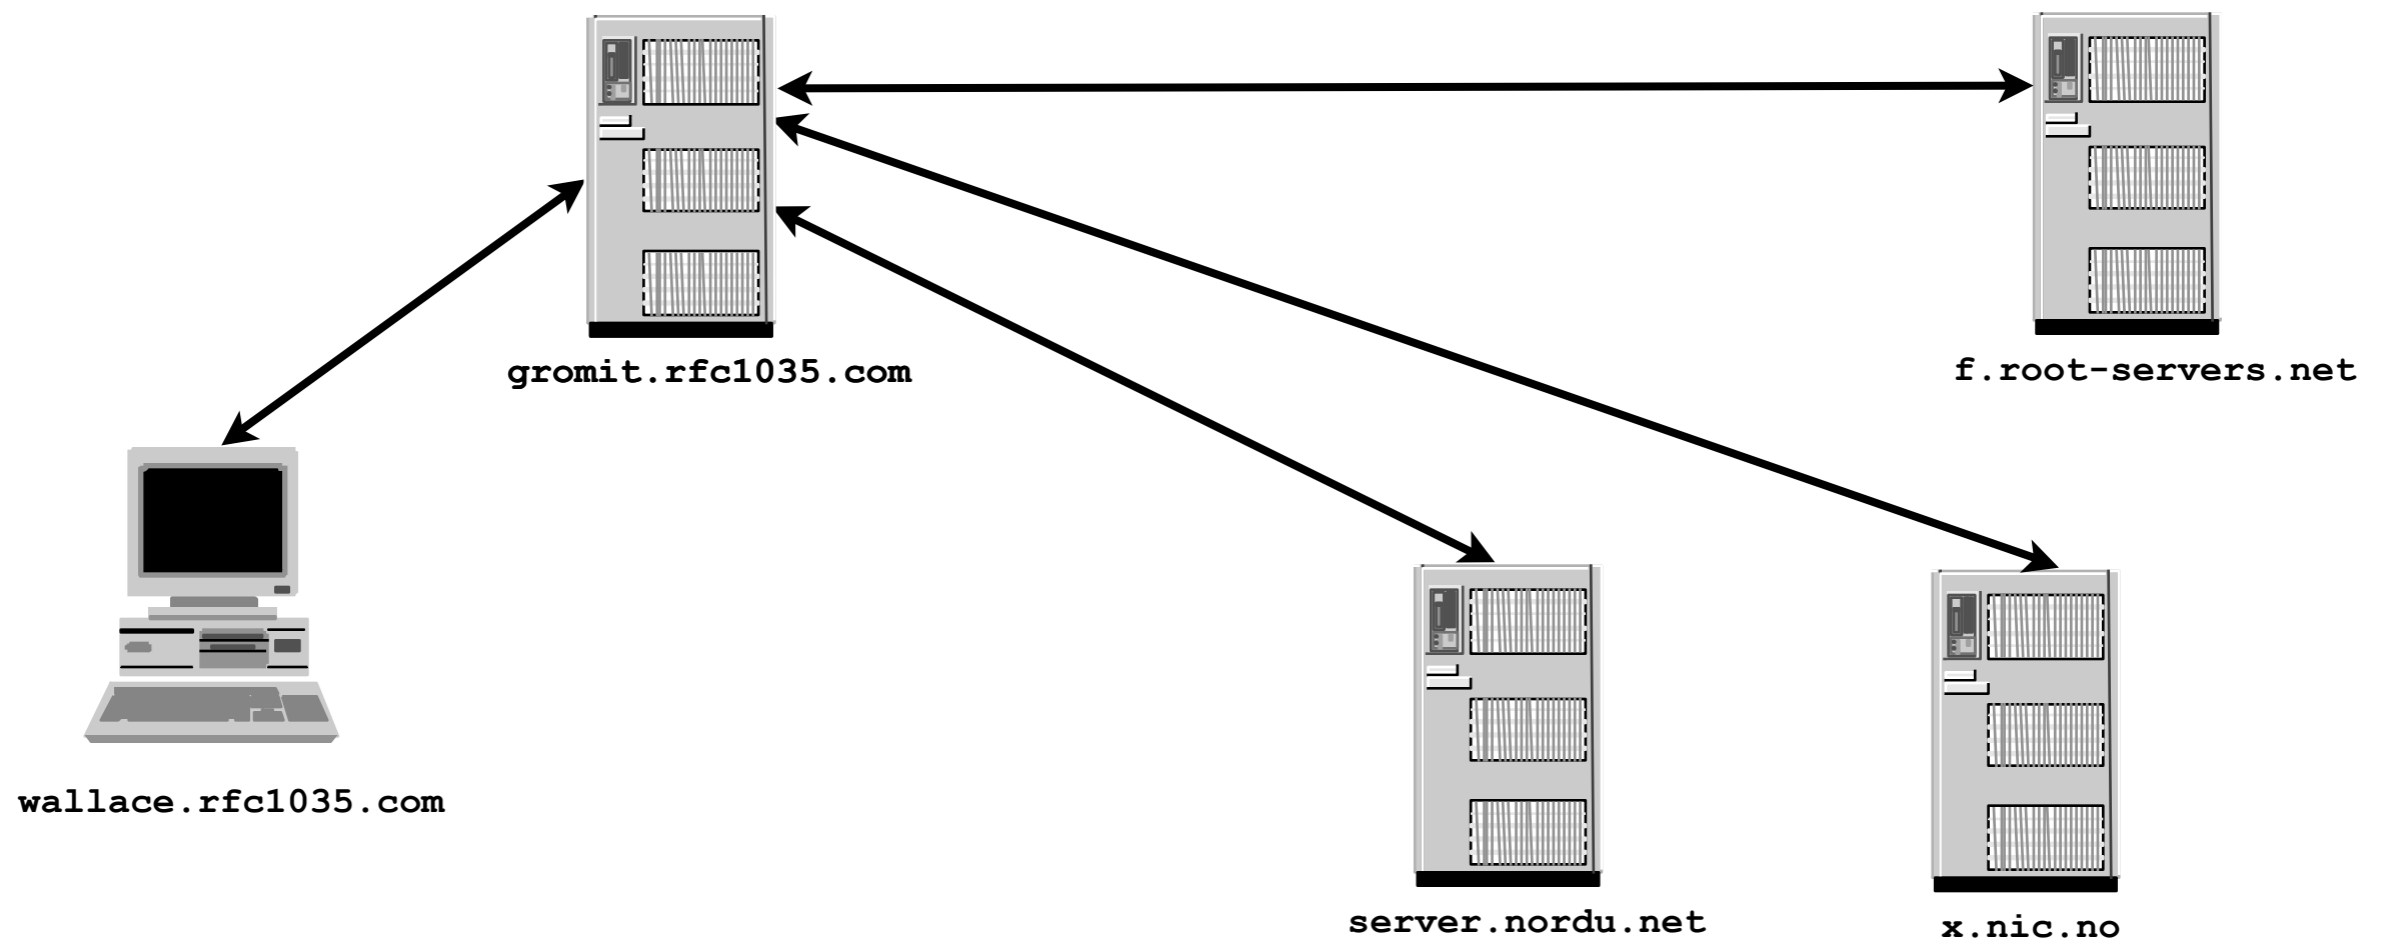 gromit.rfc1035.com
f.root-servers.net
wallace.rfc1035.com
server.nordu.net
x.nic.no